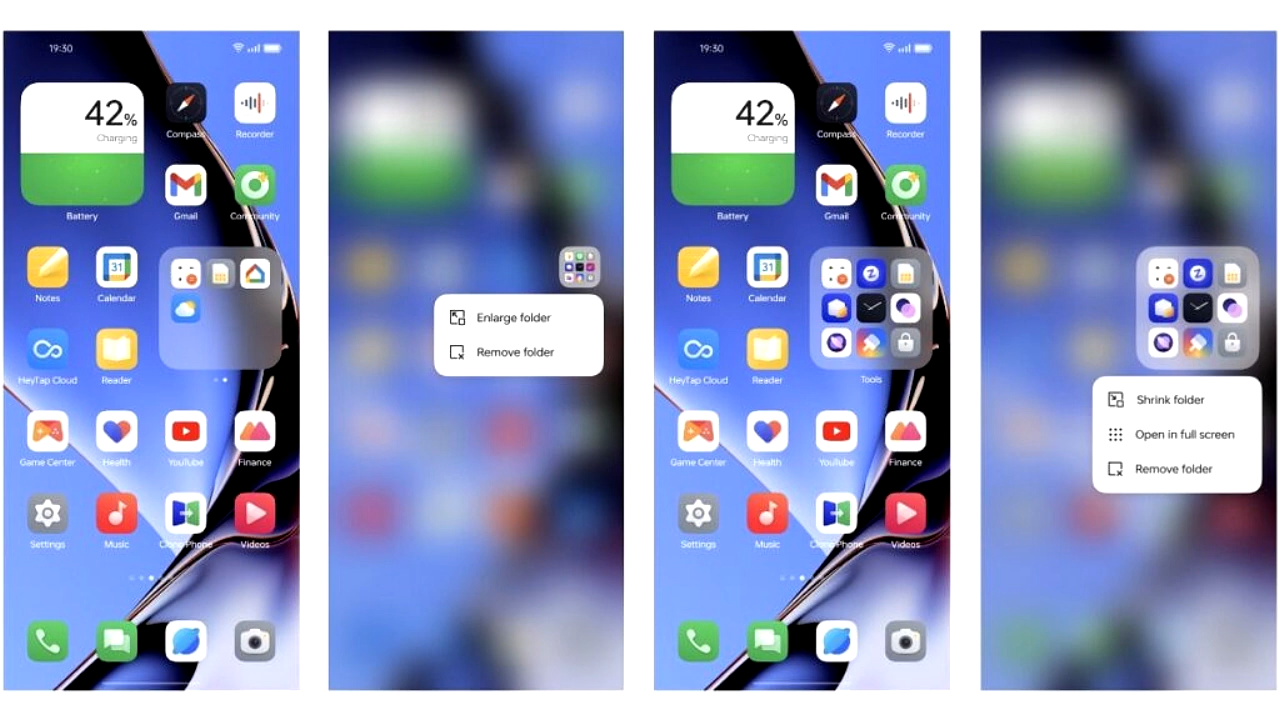 19:30
42%
Charging
Compass
Recorder
Battery
Gmail
Community
31
Notes
Calendar
HeyTap Cloud
Reader
Game Center
Health
YouTube
Finance
Settings
Music
Clone Phone
Videos
Enlarge folder
Remove folder
19:30
42%
Charging
Compass
Recorder
Battery
Gmail
Community
31
Notes
Calendar
HeyTap Cloud
Reader
Tools
Game Center
Health
YouTube
Finance
Settings
Music
Clone Phone
Videos
Shrink folder
Open in full screen
Remove folder